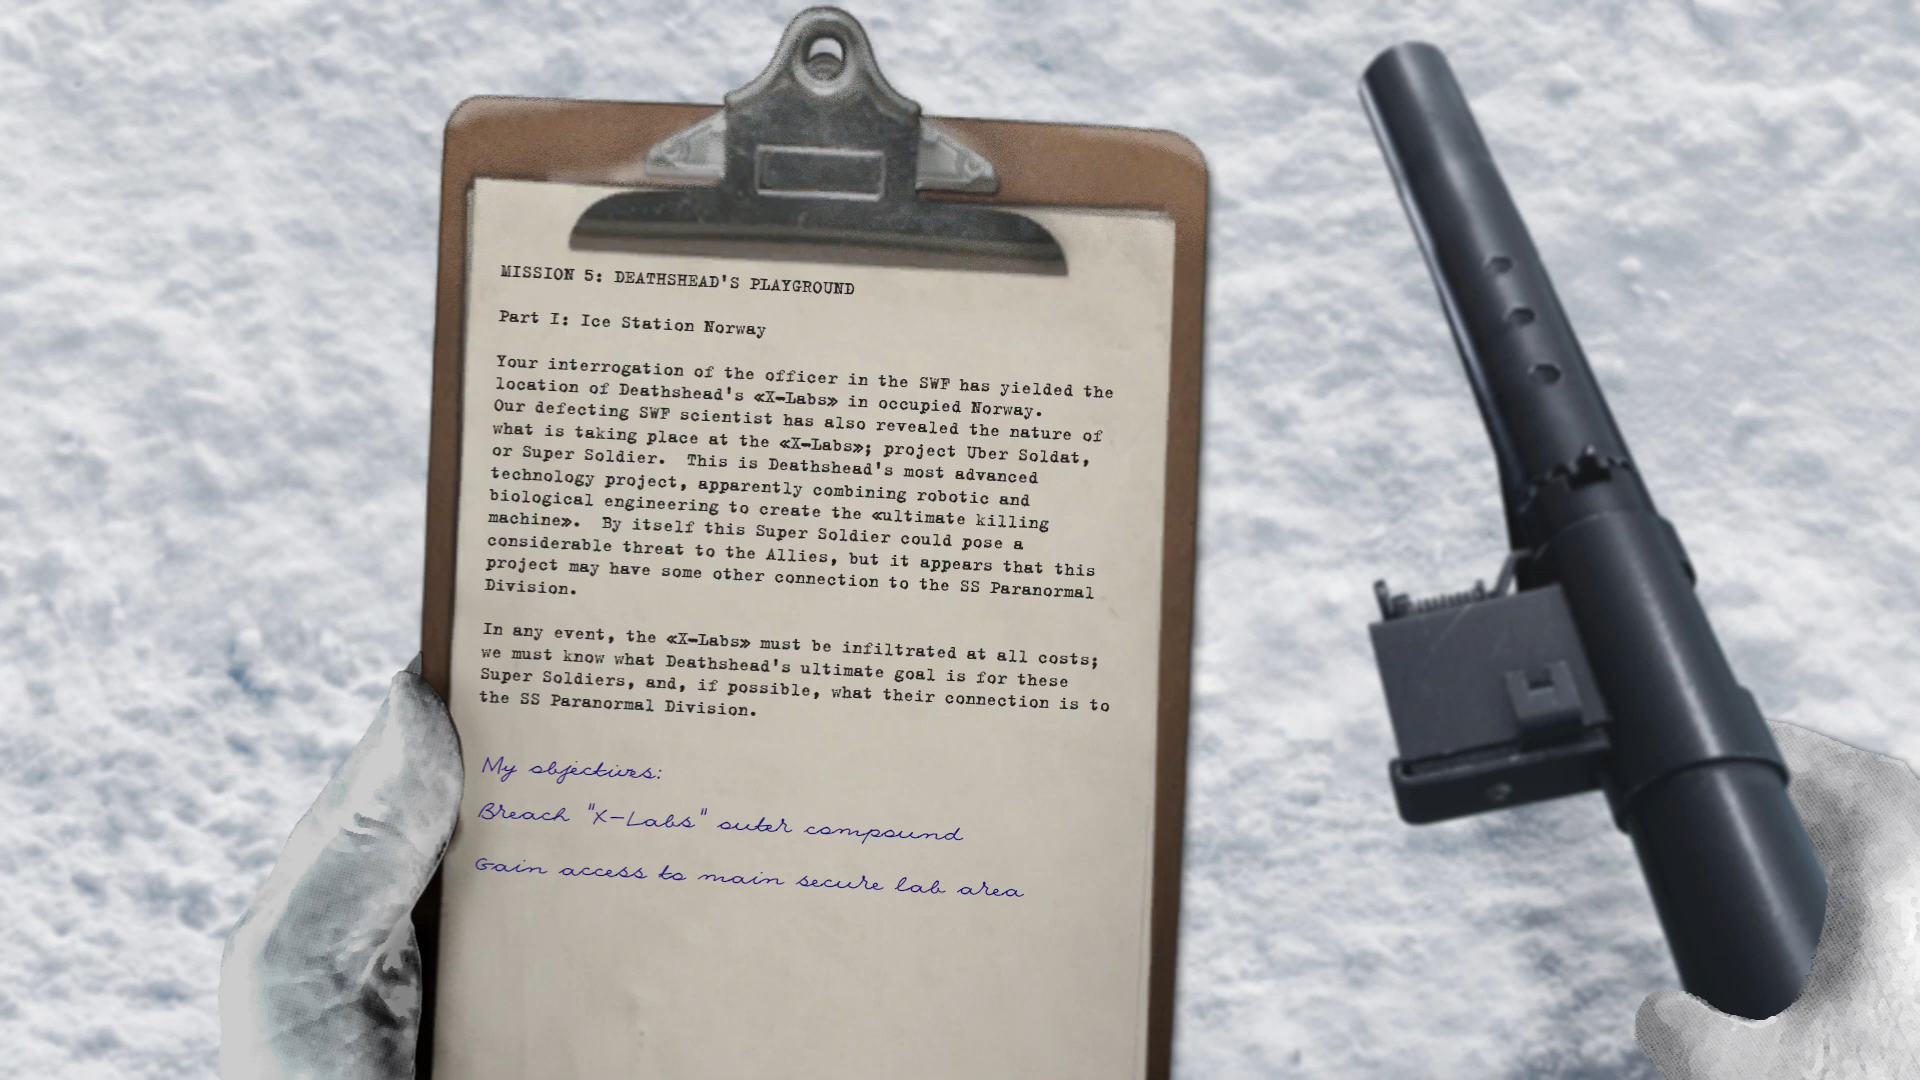 MISSION 5: DEATHSHEAD'S PLAYGROUND
Part I: Ice Station Norway
Your interrogation of the officer in the SWF has yielded the
location of Deathshead's «X-Labs» in occupied Norway.
Our defecting SWF scientist has also revealed the nature of
what is taking place at the «X-Labs»; project Uber Soldat,
or Super Soldier.  This is Deathshead's most advanced
technology project, apparently combining robotic and
biological engineering to create the «ultimate killing
machine».  By itself this Super Soldier could pose a
considerable threat to the Allies, but it appears that this
project may have some other connection to the SS Paranormal
Division.
In any event, the «X-Labs» must be infiltrated at all costs;
we must know what Deathshead's ultimate goal is for these
Super Soldiers, and, if possible, what their connection is to
the SS Paranormal Division.
My objectives:
Breach "X-Labs" outer compound
Gain access to main secure lab area